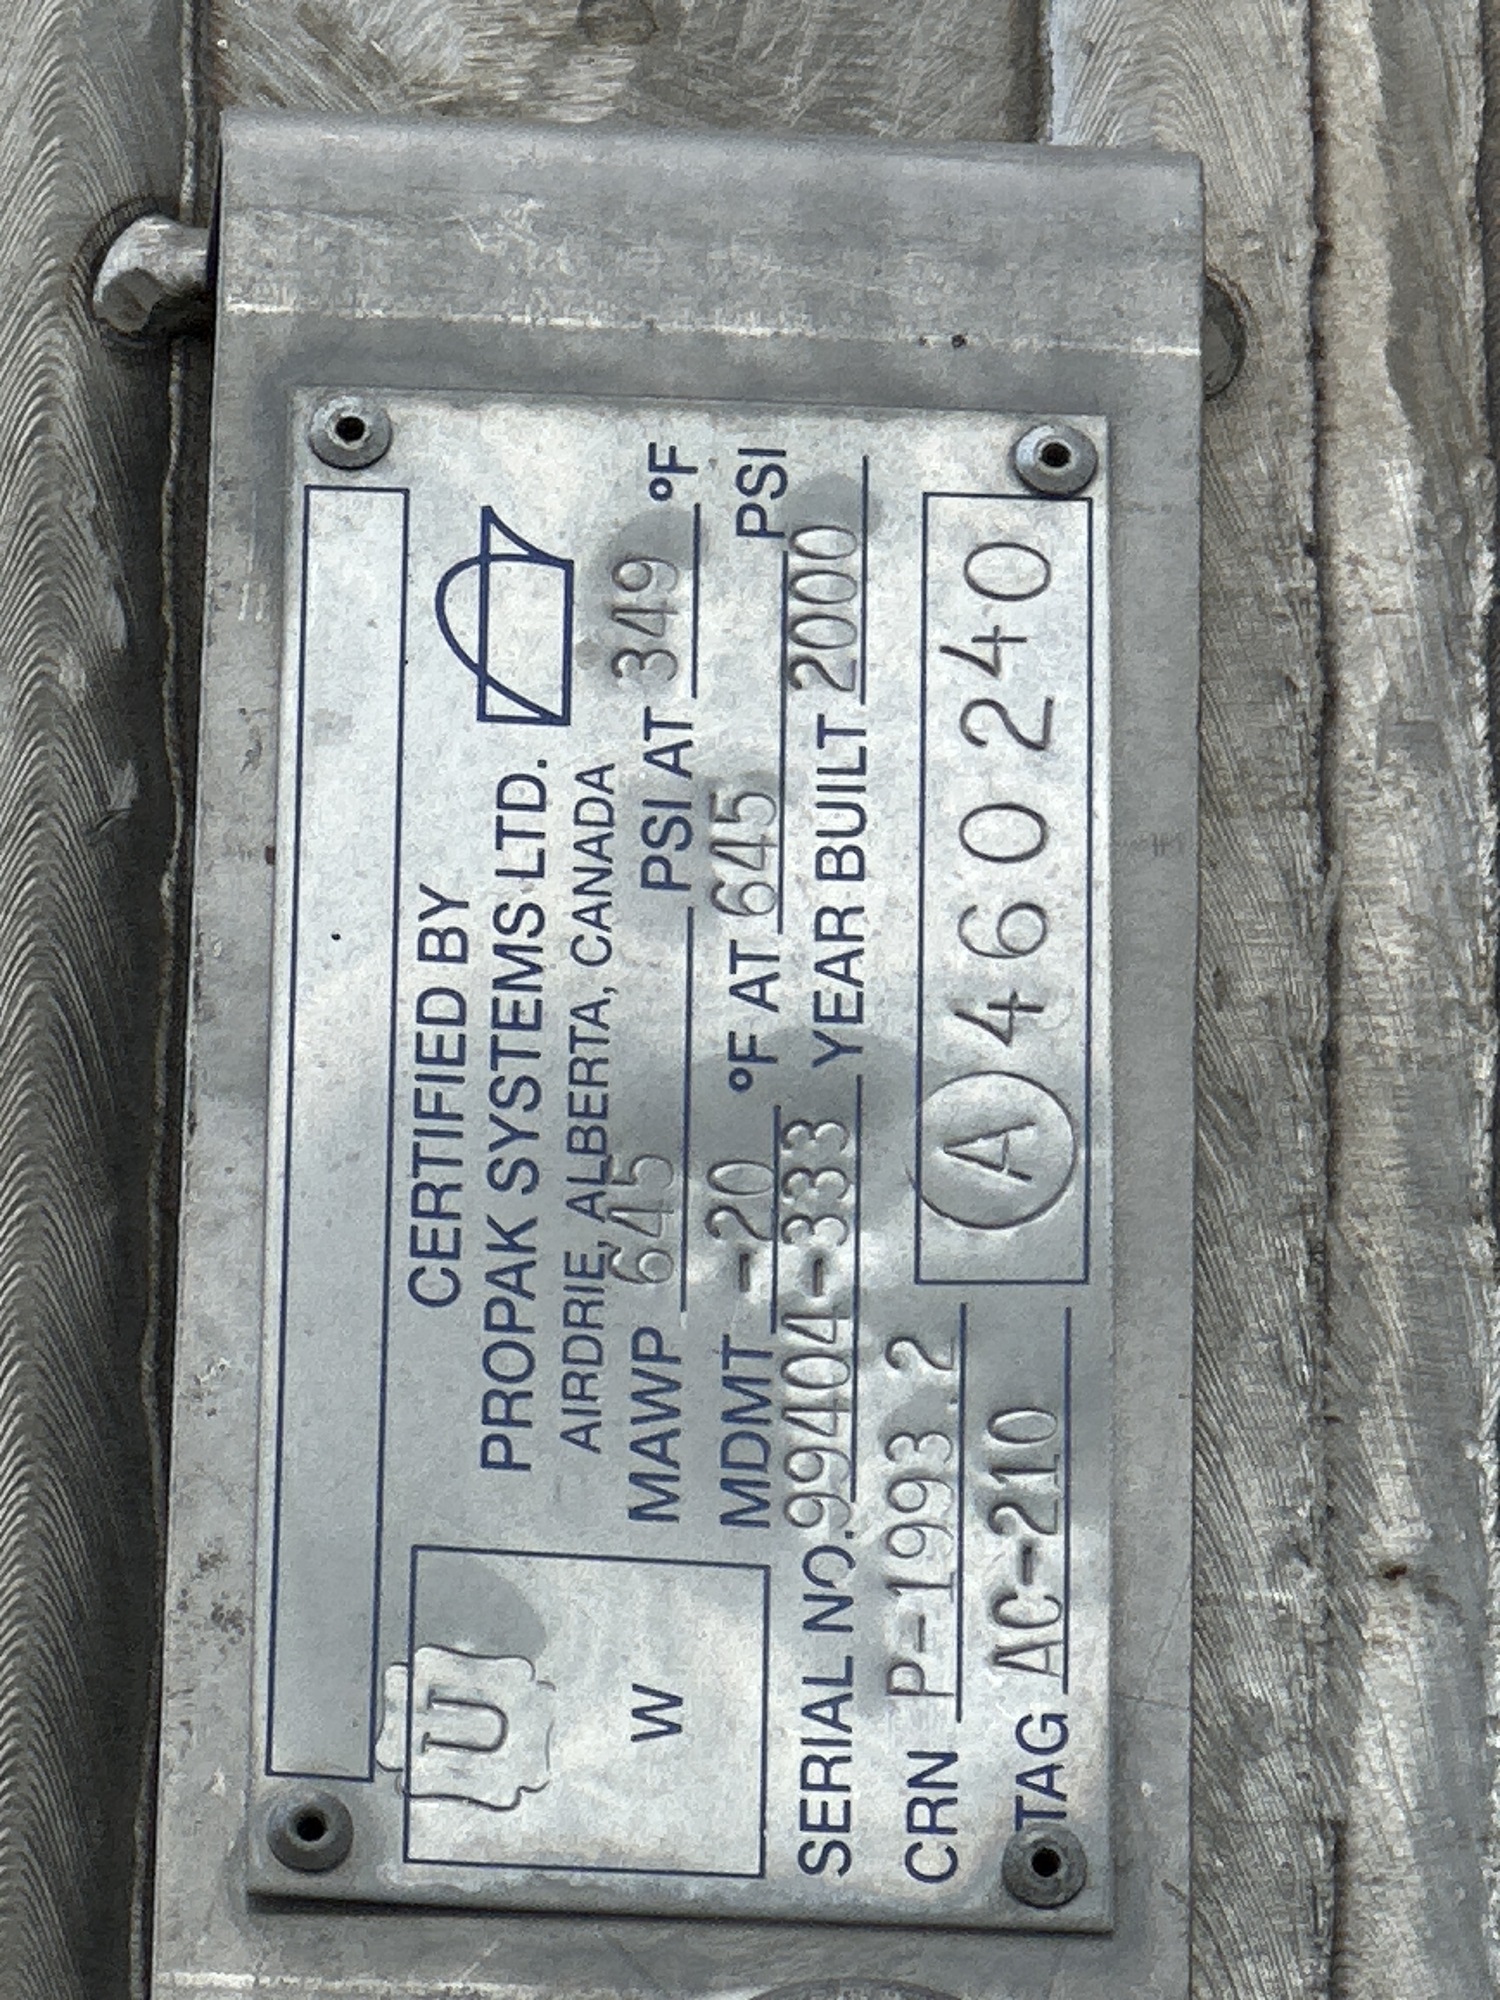 CERTIFIED BY
PROPAK SYSTEMS LTD.
AIRDRIE, ALBERTA, CANADA
U
W
MAWP 645 PSI AT 349 °F
MDMT -20 °F AT 645 PSI
SERIAL NO. 99404-333 YEAR BUILT 2000
CRN P-1993.2
TAG AC-210
A 460240